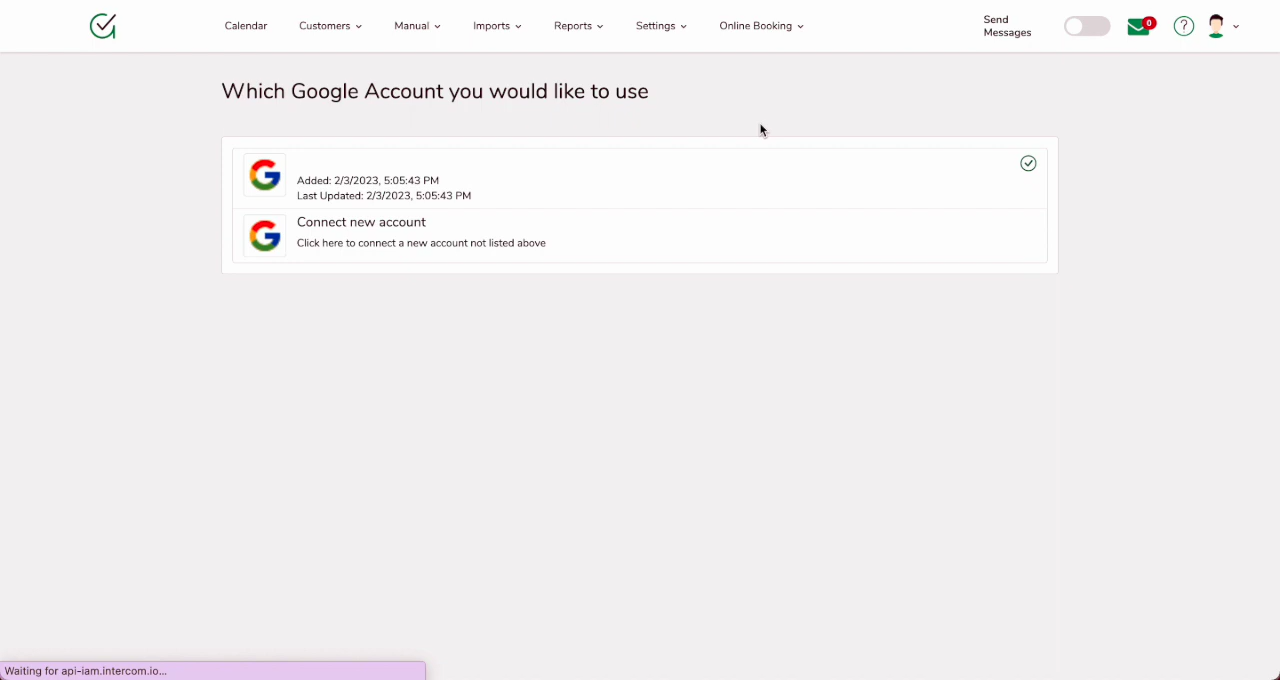 Calendar Customers Manual Imports Reports Settings Online Booking Send
Messages 0 ?
Which Google Account you would like to use
Added: 2/3/2023, 5:05:43 PM
Last Updated: 2/3/2023, 5:05:43 PM
Connect new account
Click here to connect a new account not listed above
Waiting for api-iam.intercom.io...